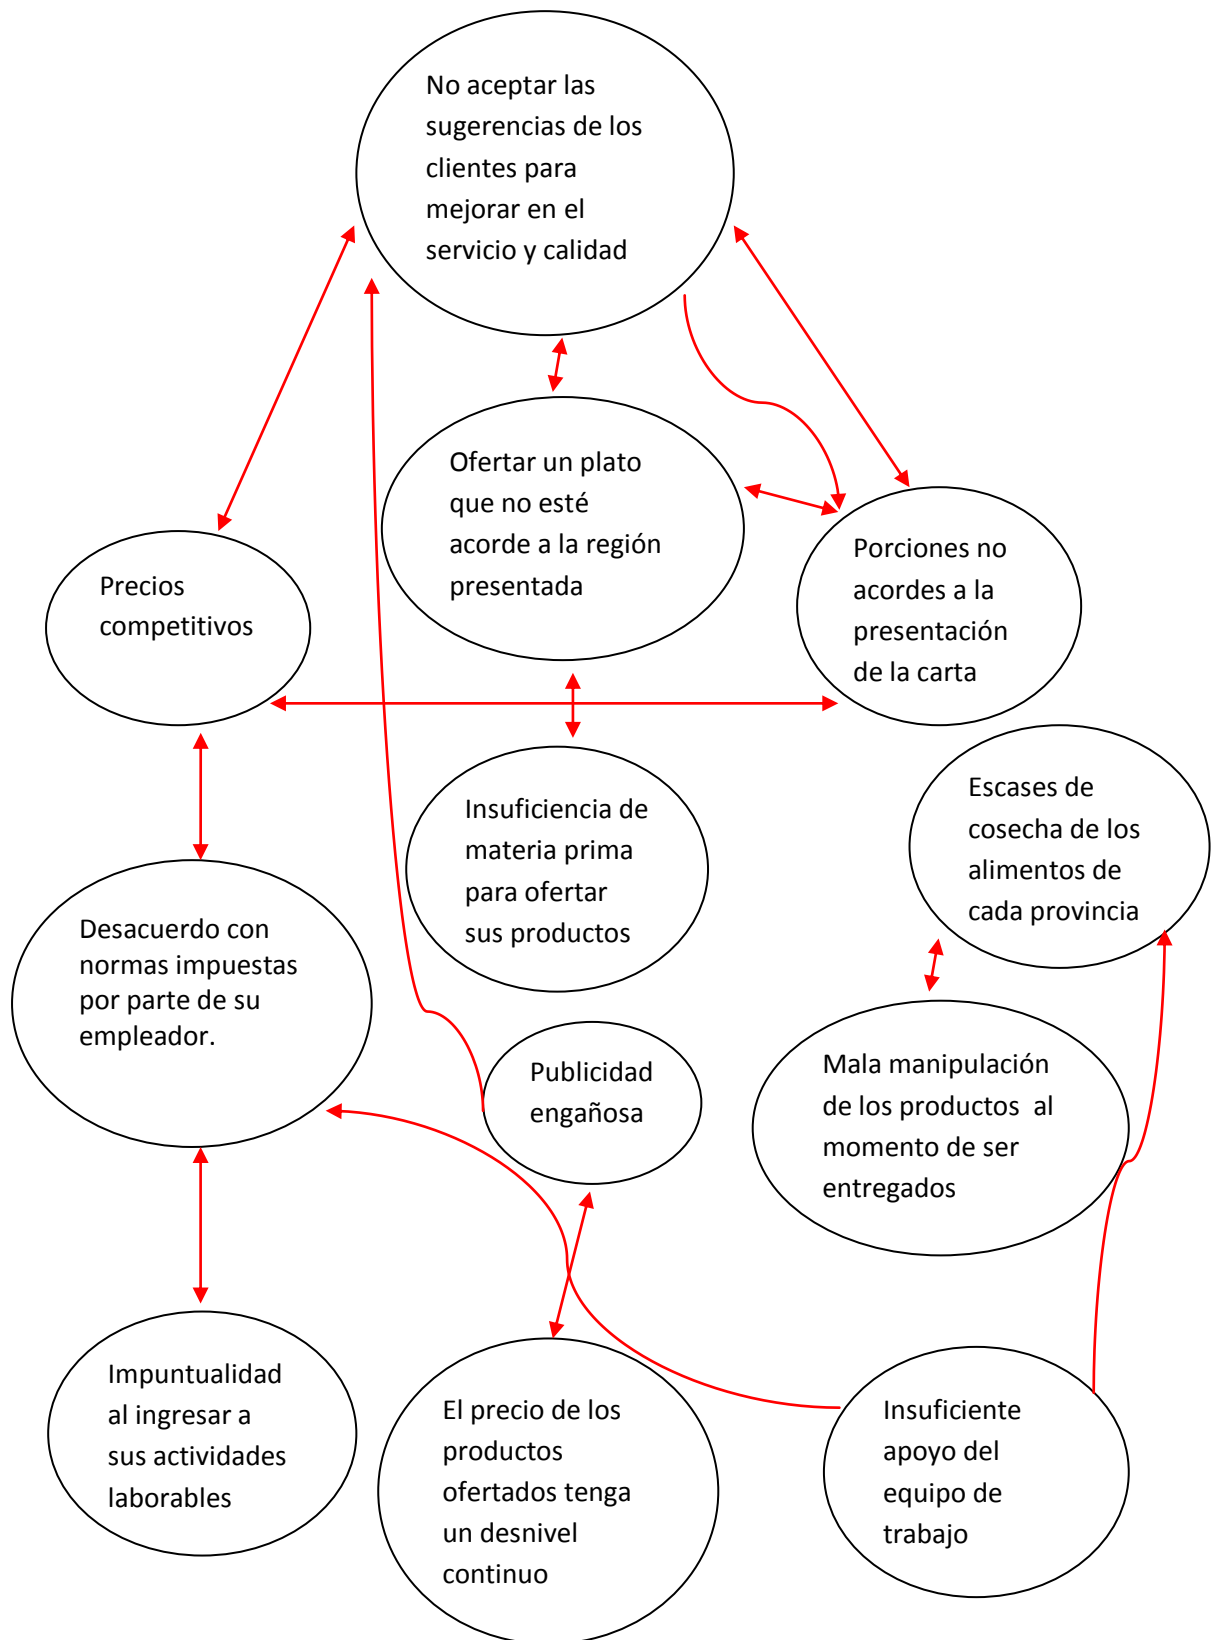 No aceptar las
sugerencias de los
clientes para
mejorar en el
servicio y calidad
Ofertar un plato
que no esté
acorde a la región
presentada
Precios
competitivos
Porciones no
acordes a la
presentación
de la carta
Insuficiencia de
materia prima
para ofertar
sus productos
Escases de
cosecha de los
alimentos de
cada provincia
Desacuerdo con
normas impuestas
por parte de su
empleador.
Publicidad
engañosa
Mala manipulación
de los productos  al
momento de ser
entregados
Impuntualidad
al ingresar a
sus actividades
laborables
El precio de los
productos
ofertados tenga
un desnivel
continuo
Insuficiente
apoyo del
equipo de
trabajo